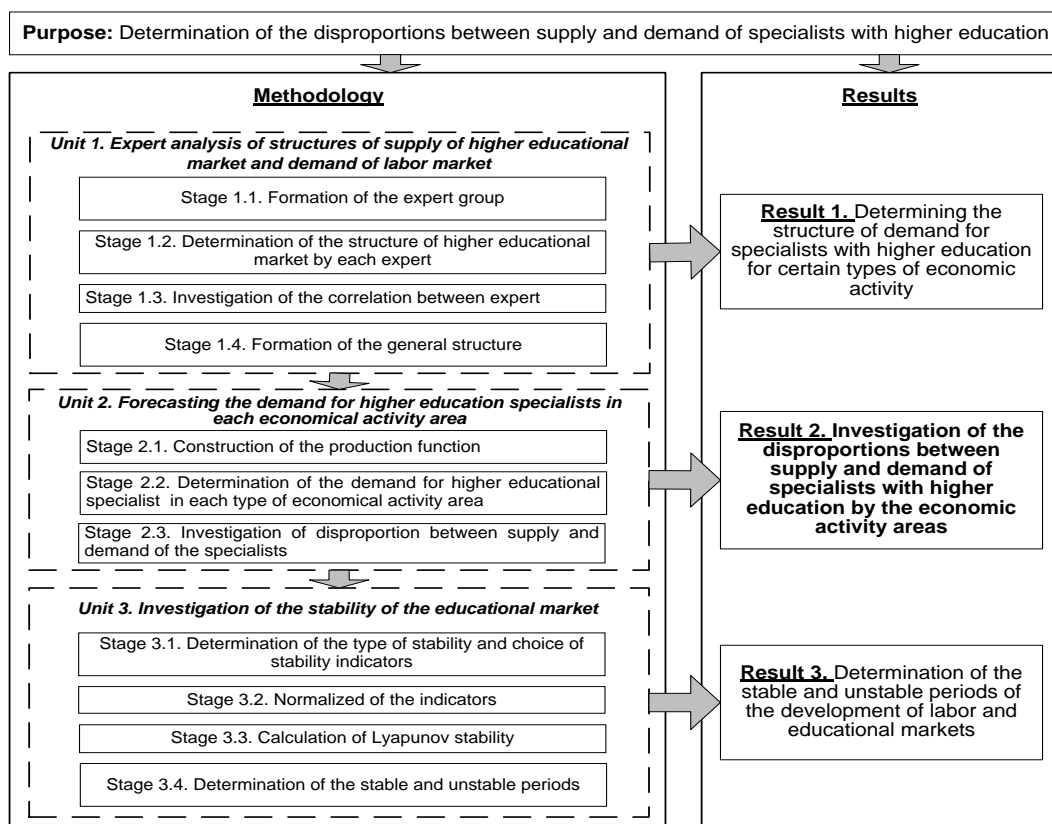 Purpose: Determination of the disproportions between supply and demand of specialists with higher education
Methodology
Unit 1. Expert analysis of structures of supply of higher educational
market and demand of labor market
Stage 1.1. Formation of the expert group
Stage 1.2. Determination of the structure of higher educational
market by each expert
Stage 1.3. Investigation of the correlation between expert
Stage 1.4. Formation of the general structure
Unit 2. Forecasting the demand for higher education specialists in
each economical activity area
Stage 2.1. Construction of the production function
Stage 2.2. Determination of the demand for higher educational
specialist in each type of economical activity area
Stage 2.3. Investigation of disproportion between supply and
demand of the specialists
Unit 3. Investigation of the stability of the educational market
Stage 3.1. Determination of the type of stability and choice of
stability indicators
Stage 3.2. Normalized of the indicators
Stage 3.3. Calculation of Lyapunov stability
Stage 3.4. Determination of the stable and unstable periods
Results
Result 1. Determining the
structure of demand for
specialists with higher education
for certain types of economic
activity
Result 2. Investigation of the
disproportions between
supply and demand of
specialists with higher
education by the economic
activity areas
Result 3. Determination of the
stable and unstable periods of
the development of labor and
educational markets